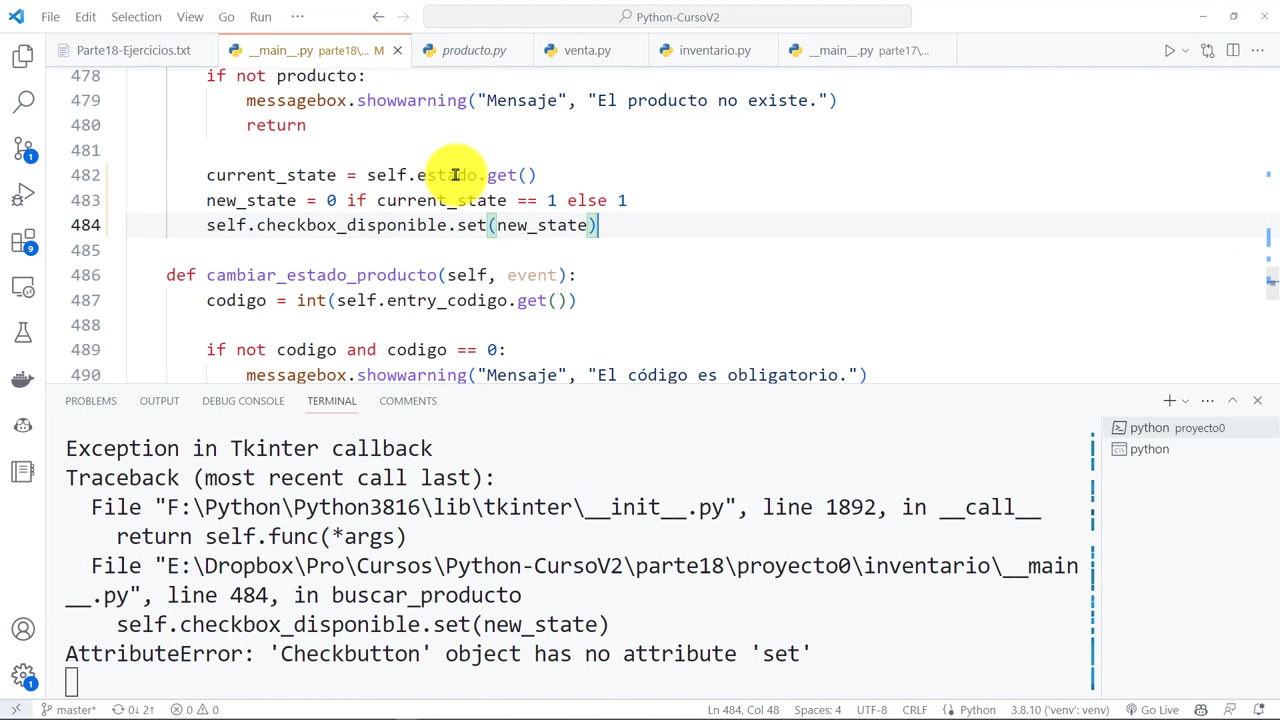 File Edit Selection View Go Run ··· Python-CursoV2
Parte18-Ejercicios.txt __main__.py parte18\... M producto.py venta.py inventario.py __main__.py parte17\...
478 if not producto:
479 messagebox.showwarning("Mensaje", "El producto no existe.")
480 return
481
482 current_state = self.estado.get()
483 new_state = 0 if current_state == 1 else 1
484 self.checkbox_disponible.set(new_state)
485
486 def cambiar_estado_producto(self, event):
487 codigo = int(self.entry_codigo.get())
488
489 if not codigo and codigo == 0:
490 messagebox.showwarning("Mensaje", "El código es obligatorio.")
PROBLEMS OUTPUT DEBUG CONSOLE TERMINAL COMMENTS
python proyecto0
python
Exception in Tkinter callback
Traceback (most recent call last):
File "F:\Python\Python3816\lib\tkinter\__init__.py", line 1892, in __call__
return self.func(*args)
File "E:\Dropbox\Pro\Cursos\Python-CursoV2\parte18\proyecto0\inventario\__main
__.py", line 484, in buscar_producto
self.checkbox_disponible.set(new_state)
AttributeError: 'Checkbutton' object has no attribute 'set'
1
9
1
master* 0↓ 2↑ 0 0 Ln 484, Col 48 Spaces: 4 UTF-8 CRLF Python 3.8.10 ('venv': venv) Go Live